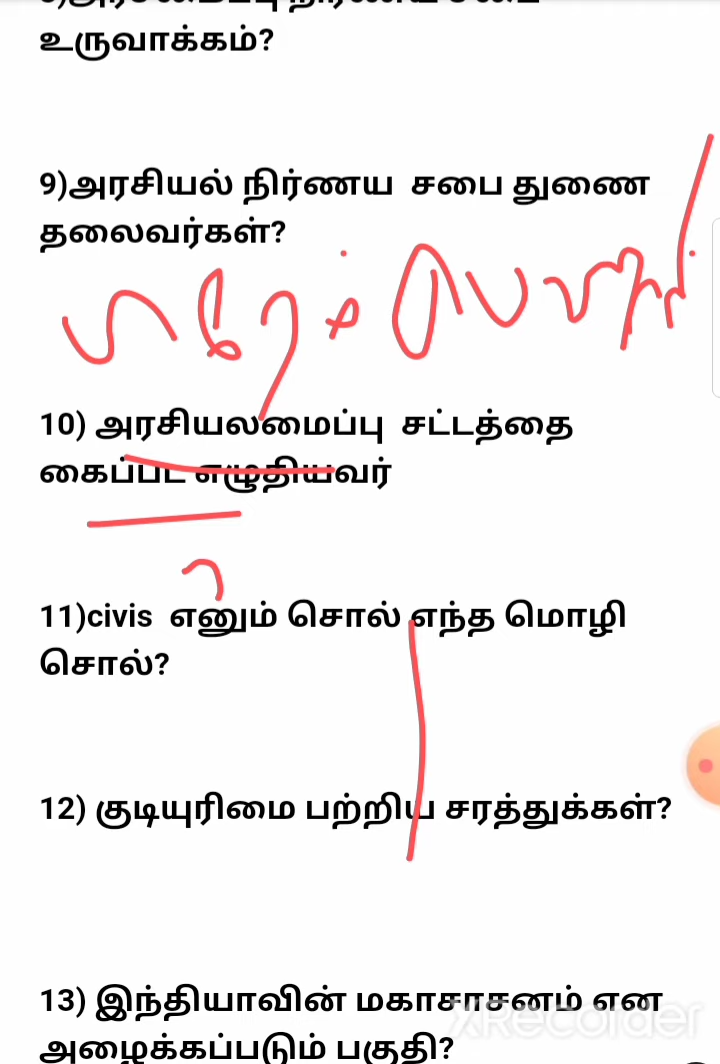 உருவாக்கம்?
9)அரசியல் நிர்ணய சபை துணை
தலைவர்கள்?
10) அரசியலமைப்பு சட்டத்தை
கைப்பட எழுதியவர்
11)civis எனும் சொல் எந்த மொழி
சொல்?
12) குடியுரிமை பற்றிய சரத்துக்கள்?
13) இந்தியாவின் மகாசாசனம் என
அழைக்கப்படும் பகுதி?
XRecorder